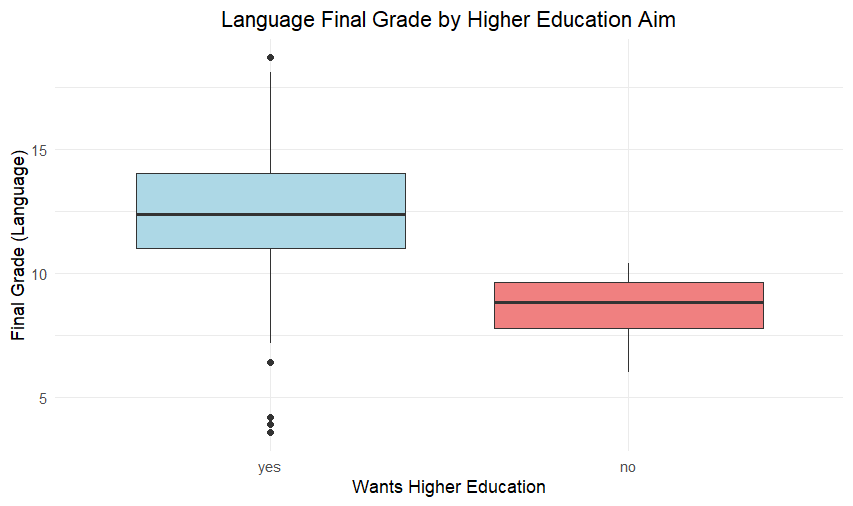 Language Final Grade by Higher Education Aim
Final Grade (Language)
15
10
5
yes
no
Wants Higher Education